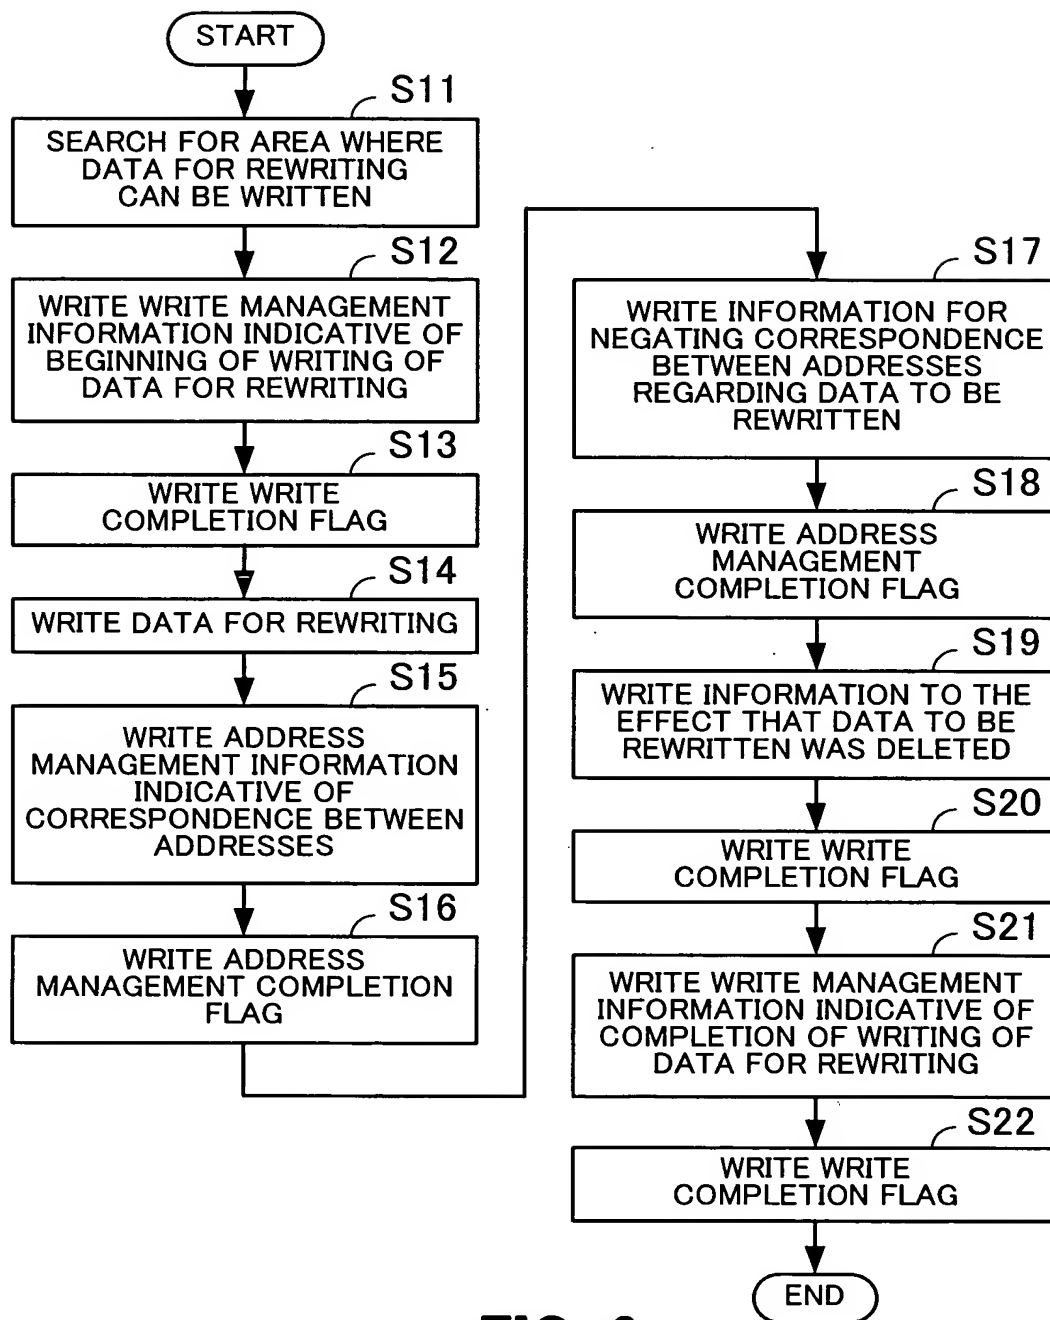 START
S11
SEARCH FOR AREA WHERE
DATA FOR REWRITING
CAN BE WRITTEN
S12
WRITE WRITE MANAGEMENT
INFORMATION INDICATIVE OF
BEGINNING OF WRITING OF
DATA FOR REWRITING
S13
WRITE WRITE
COMPLETION FLAG
S14
WRITE DATA FOR REWRITING
S15
WRITE ADDRESS
MANAGEMENT INFORMATION
INDICATIVE OF
CORRESPONDENCE BETWEEN
ADDRESSES
S16
WRITE ADDRESS
MANAGEMENT COMPLETION
FLAG
S17
WRITE INFORMATION FOR
NEGATING CORRESPONDENCE
BETWEEN ADDRESSES
REGARDING DATA TO BE
REWRITTEN
S18
WRITE ADDRESS
MANAGEMENT
COMPLETION FLAG
S19
WRITE INFORMATION TO THE
EFFECT THAT DATA TO BE
REWRITTEN WAS DELETED
S20
WRITE WRITE
COMPLETION FLAG
S21
WRITE WRITE MANAGEMENT
INFORMATION INDICATIVE OF
COMPLETION OF WRITING OF
DATA FOR REWRITING
S22
WRITE WRITE
COMPLETION FLAG
END